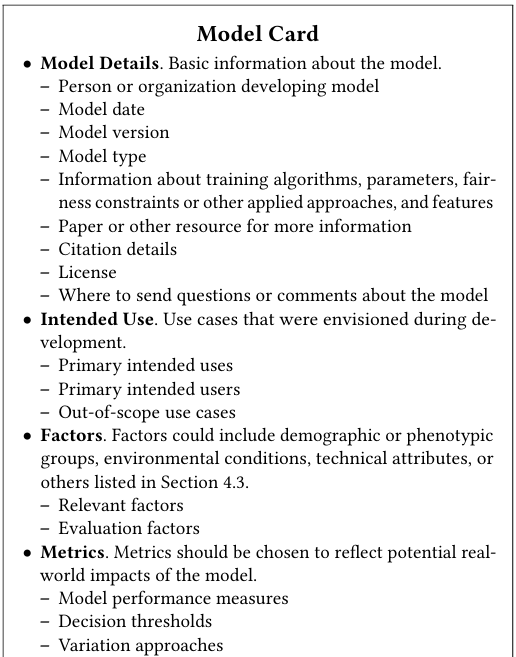 Model Card
• Model Details. Basic information about the model.
– Person or organization developing model
– Model date
– Model version
– Model type
– Information about training algorithms, parameters, fair-
ness constraints or other applied approaches, and features
– Paper or other resource for more information
– Citation details
– License
– Where to send questions or comments about the model
• Intended Use. Use cases that were envisioned during de-
velopment.
– Primary intended uses
– Primary intended users
– Out-of-scope use cases
• Factors. Factors could include demographic or phenotypic
groups, environmental conditions, technical attributes, or
others listed in Section 4.3.
– Relevant factors
– Evaluation factors
• Metrics. Metrics should be chosen to reflect potential real-
world impacts of the model.
– Model performance measures
– Decision thresholds
– Variation approaches